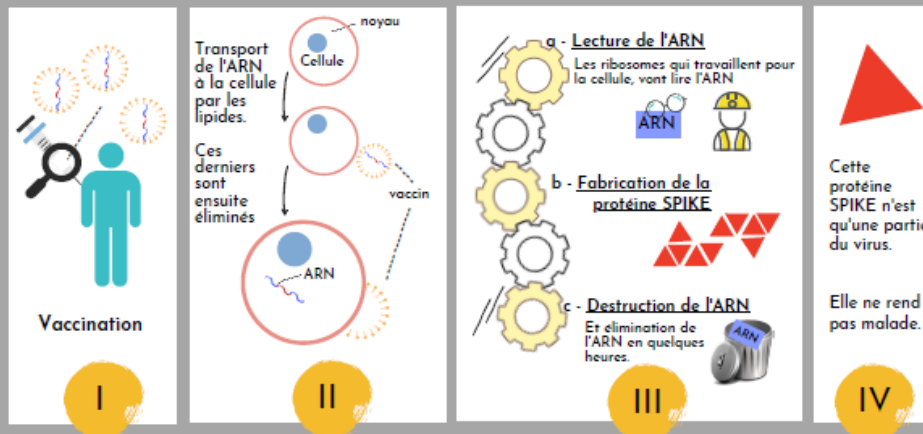 Vaccination
I
Transport
de l'ARN
à la cellule
par les
lipides.
Ces
derniers
sont
ensuite
éliminés
noyau
Cellule
vaccin
ARN
II
a - Lecture de l'ARN
Les ribosomes qui travaillent pour
la cellule, vont lire l'ARN
ARN
b - Fabrication de la
protéine SPIKE
c - Destruction de l'ARN
Et élimination de
l'ARN en quelques
heures.
ARN
III
Cette
protéine
SPIKE n'est
qu'une partie
du virus.
Elle ne rend
pas malade.
IV